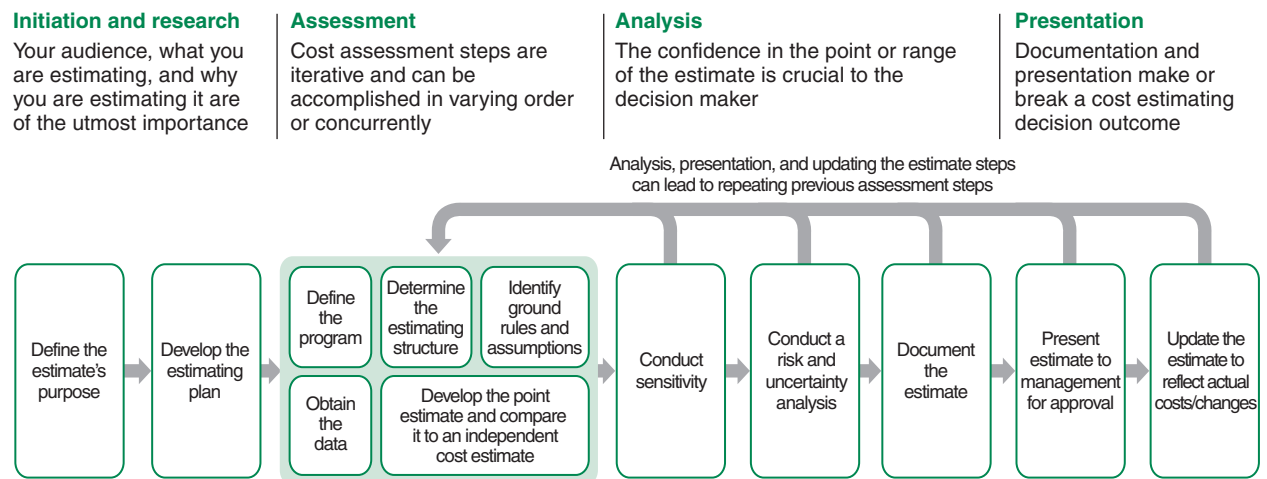 Initiation and research
Your audience, what you
are estimating, and why
you are estimating it are
of the utmost importance
Assessment
Cost assessment steps are
iterative and can be
accomplished in varying order
or concurrently
Analysis
The confidence in the point or range
of the estimate is crucial to the
decision maker
Presentation
Documentation and
presentation make or
break a cost estimating
decision outcome
Analysis, presentation, and updating the estimate steps
can lead to repeating previous assessment steps
Define the
estimate’s
purpose
Develop the
estimating
plan
Define
the
program
Determine
the
estimating
structure
Identify
ground
rules and
assumptions
Obtain
the
data
Develop the point
estimate and compare
it to an independent
cost estimate
Conduct
sensitivity
Conduct a
risk and
uncertainty
analysis
Document
the
estimate
Present
estimate to
management
for approval
Update the
estimate to
reflect actual
costs/changes